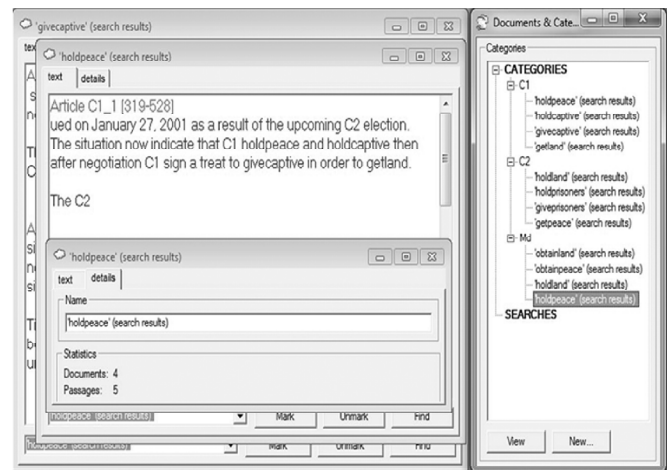 'givecaptive' (search results)
'holdpeace' (search results)
text
details
Article C1_1 [319-528]
ued on January 27, 2001 as a result of the upcoming C2 election.
The situation now indicate that C1 holdpeace and holdcaptive then
after negotiation C1 sign a treat to givecaptive in order to getland.
The C2
'holdpeace' (search results)
text
details
Name
'holdpeace' (search results)
Statistics
Documents: 4
Passages: 5
Mark
Unmark
Find
Documents & Cate...
Categories
CATEGORIES
C1
'holdpeace' (search results)
'holdcaptive' (search results)
'givecaptive' (search results)
'getland' (search results)
C2
'holdland' (search results)
'holdprisoners' (search results)
'giveprisoners' (search results)
'getpeace' (search results)
Md
'obtainland' (search results)
'obtainpeace' (search results)
'holdland' (search results)
'holdpeace' (search results)
SEARCHES
View
New...